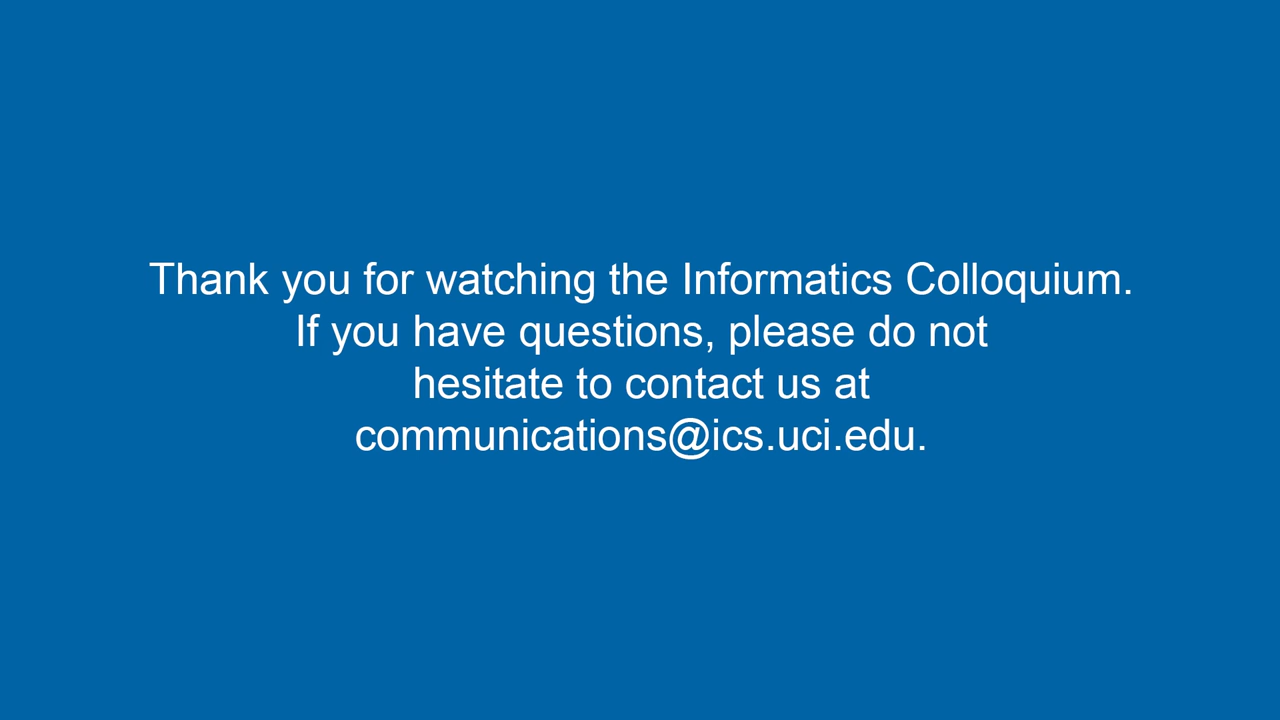 Thank you for watching the Informatics Colloquium.
If you have questions, please do not
hesitate to contact us at
communications@ics.uci.edu.